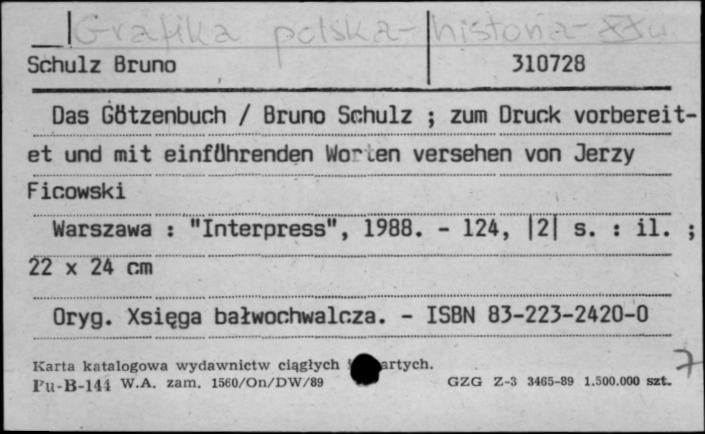 Grafika polska - historia - XX w.
Schulz Bruno 310728
Das Götzenbuch / Bruno Schulz ; zum Druck vorbereit-
et und mit einführenden Worten versehen von Jerzy
Ficowski
Warszawa : "Interpress", 1988. - 124, |2| s. : il. ;
22 x 24 cm
Oryg. Xsięga bałwochwalcza. - ISBN 83-223-2420-0
Karta katalogowa wydawnictw ciągłych artych.
Pu-B-144 W.A. zam. 1560/On/DW/89 GZG Z-3 3465-89 1.500.000 szt.
7